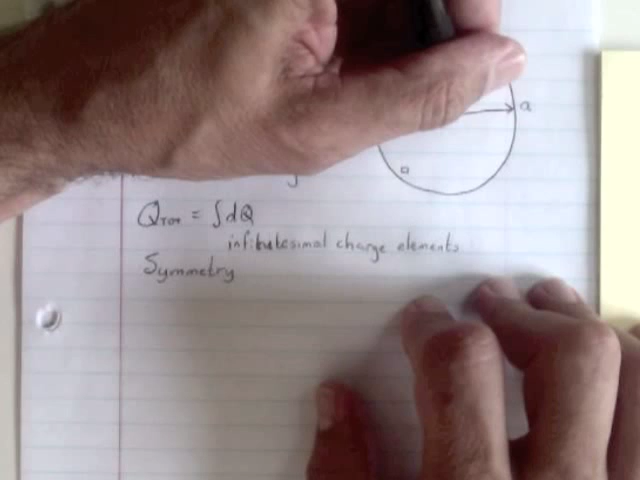 a
Q_TOT = ∫dQ
infinitesimal charge elements
Symmetry